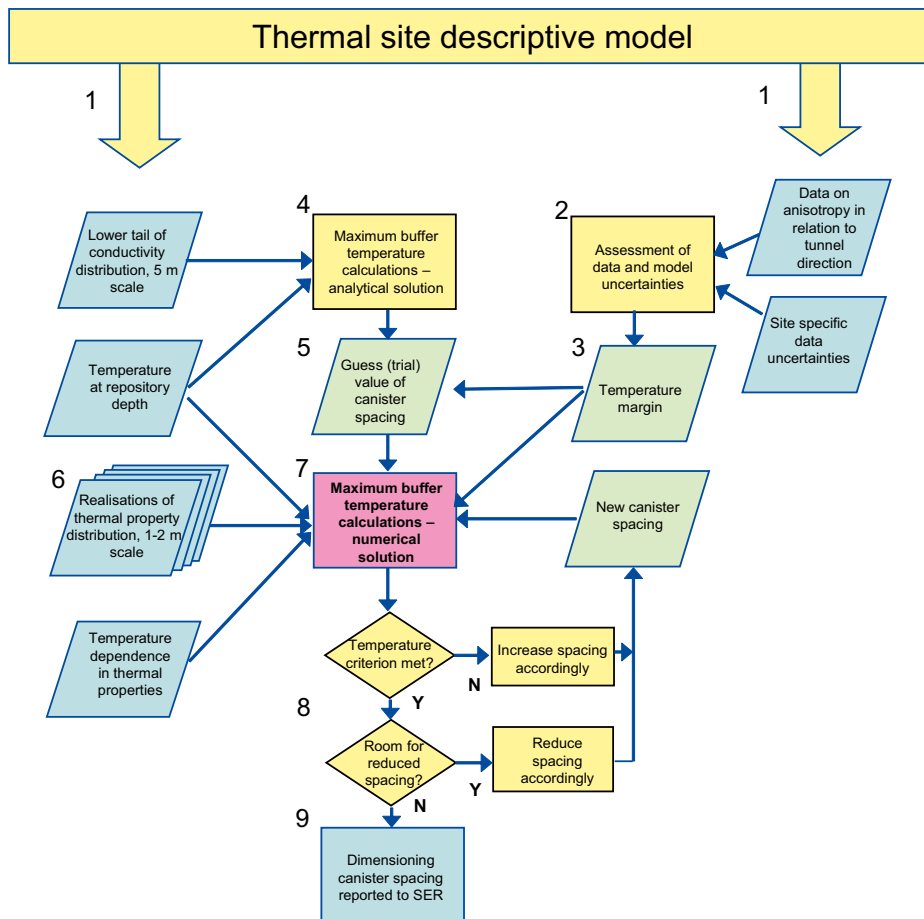 Thermal site descriptive model
1
1
4
2
Lower tail of
conductivity
distribution, 5 m
scale
Maximum buffer
temperature
calculations –
analytical solution
Assessment of
data and model
uncertainties
Data on
anisotropy in
relation to
tunnel
direction
5
3
Temperature
at repository
depth
Guess (trial)
value of
canister
spacing
Temperature
margin
Site specific
data
uncertainties
6
7
Realisations of
thermal property
distribution, 1-2 m
scale
Maximum buffer
temperature
calculations –
numerical
solution
New canister
spacing
Temperature
dependence
in thermal
properties
Temperature
criterion met?
N
Increase spacing
accordingly
Y
8
Room for
reduced
spacing?
Y
Reduce
spacing
accordingly
N
9
Dimensioning
canister spacing
reported to SER